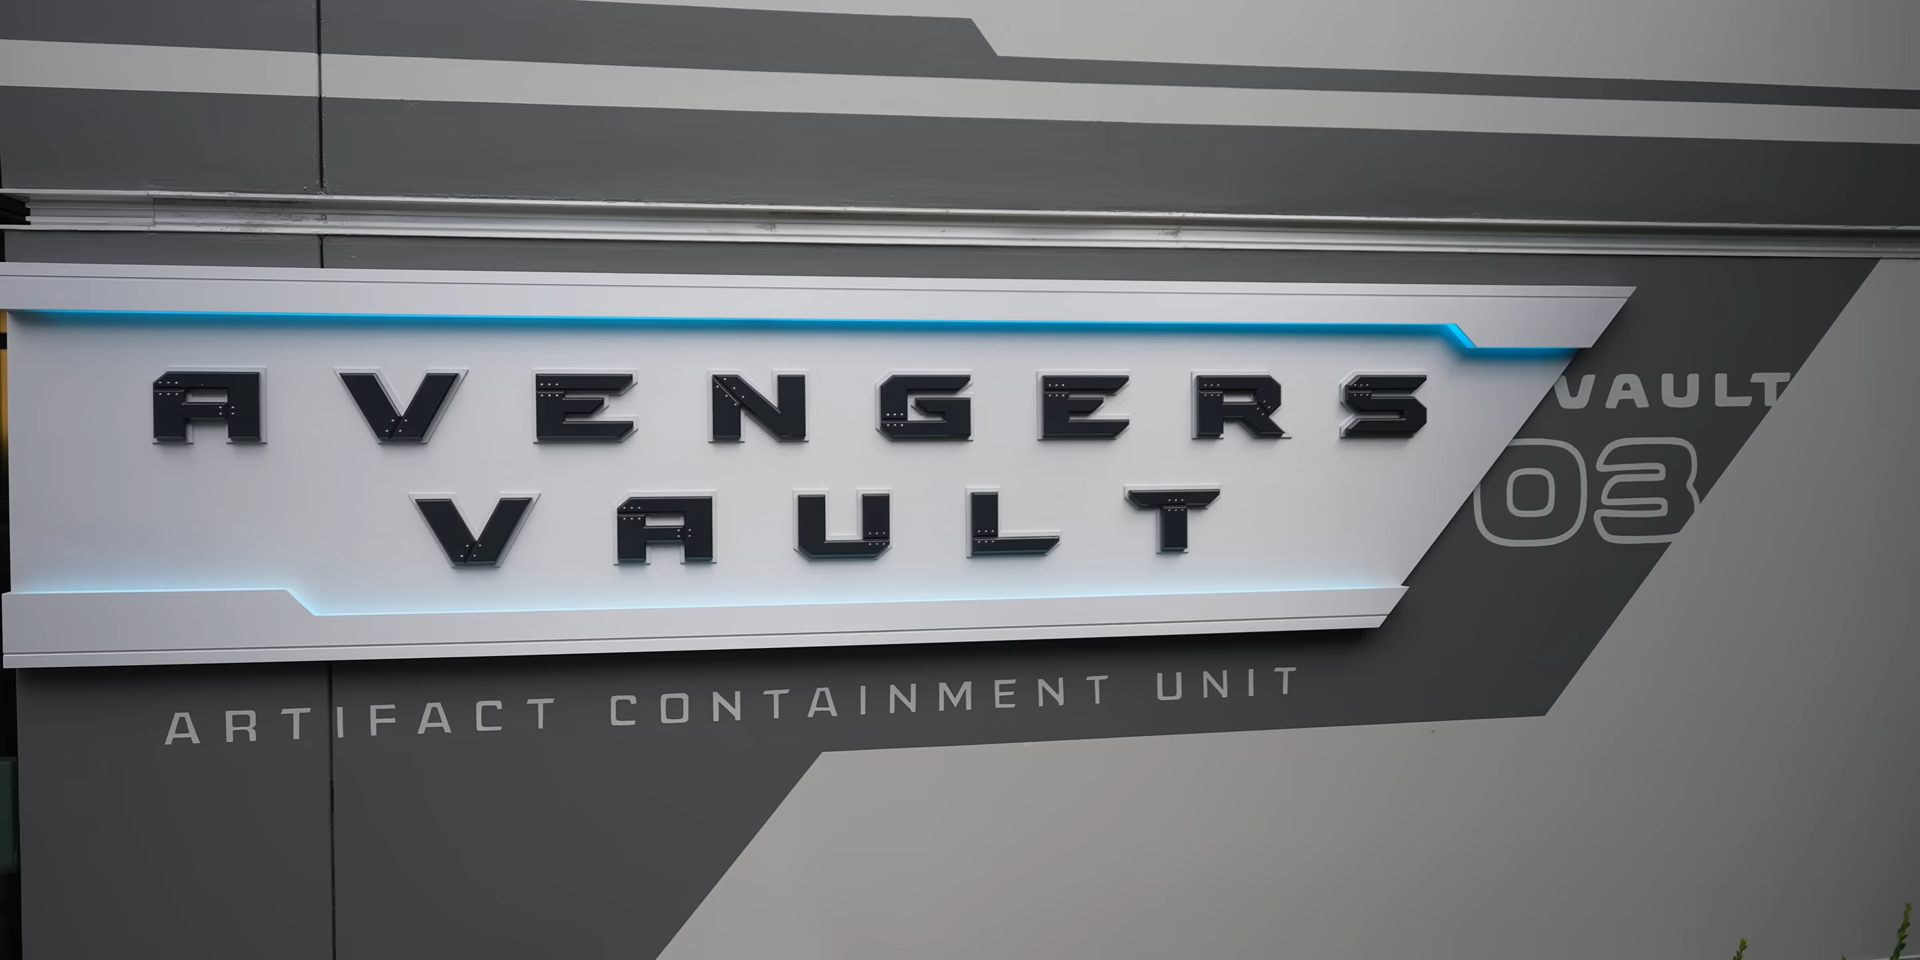 AVENGERS
VAULT
VAULT
03
ARTIFACT CONTAINMENT UNIT